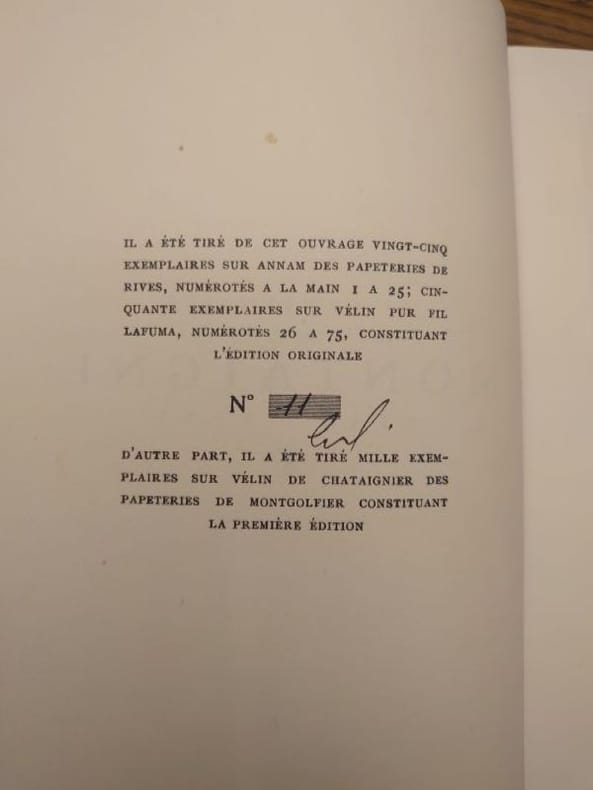 IL A ÉTÉ TIRÉ DE CET OUVRAGE VINGT-CINQ
EXEMPLAIRES SUR ANNAM DES PAPETERIES DE
RIVES, NUMÉROTÉS A LA MAIN 1 A 25; CIN-
QUANTE EXEMPLAIRES SUR VÉLIN PUR FIL
LAFUMA, NUMÉROTÉS 26 A 75, CONSTITUANT
L'ÉDITION ORIGINALE
N° 11
D'AUTRE PART, IL A ÉTÉ TIRÉ MILLE EXEM-
PLAIRES SUR VÉLIN DE CHATAIGNIER DES
PAPETERIES DE MONTGOLFIER CONSTITUANT
LA PREMIÈRE ÉDITION